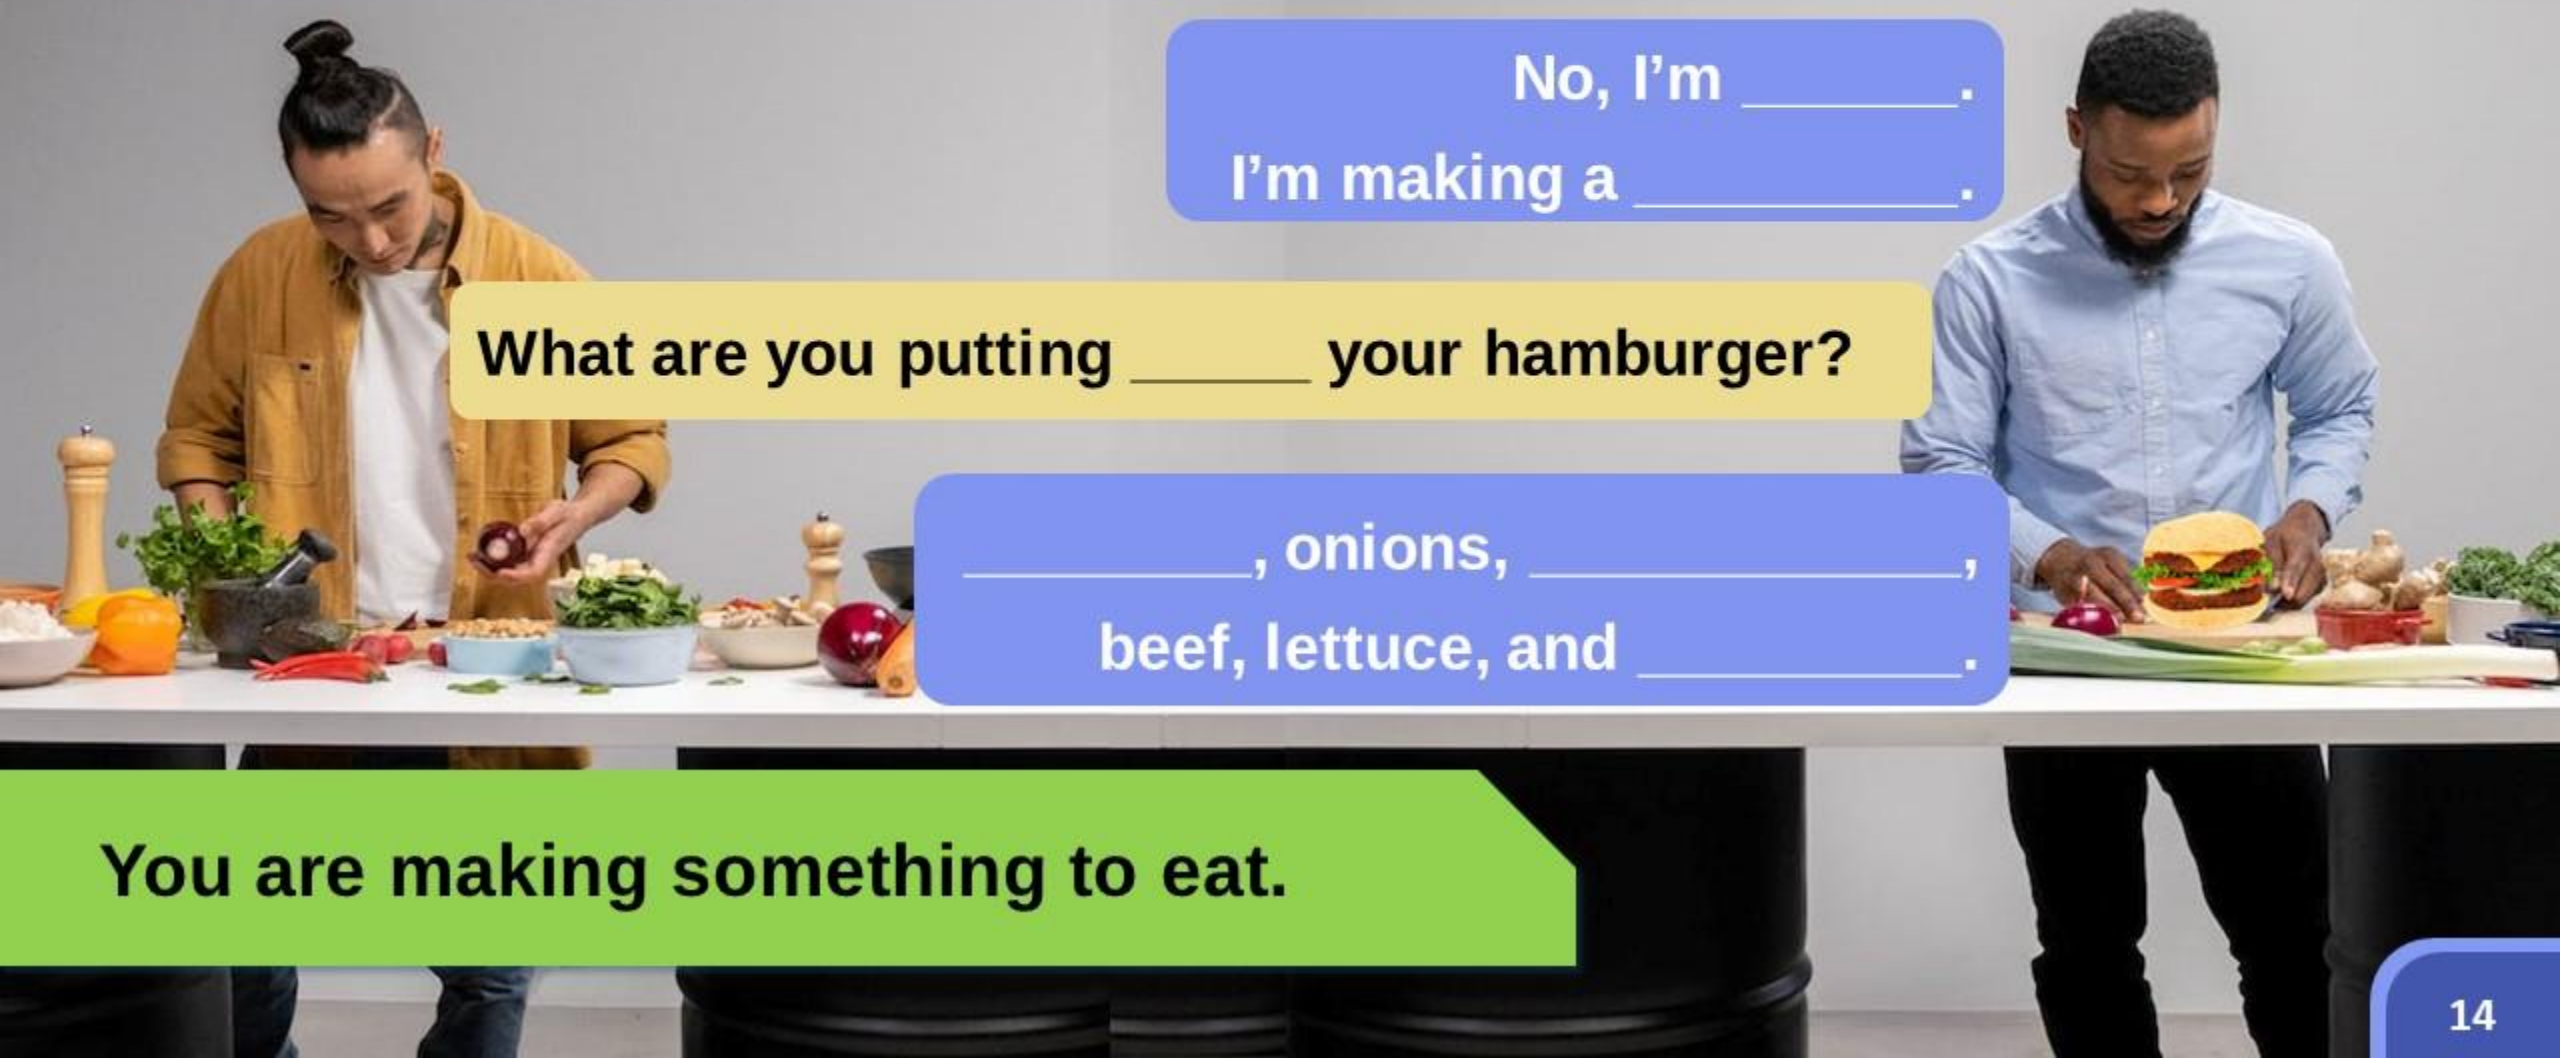 No, I’m ______.
I’m making a _________.
What are you putting _____ your hamburger?
________, onions, ____________,
beef, lettuce, and _________.
You are making something to eat.
14